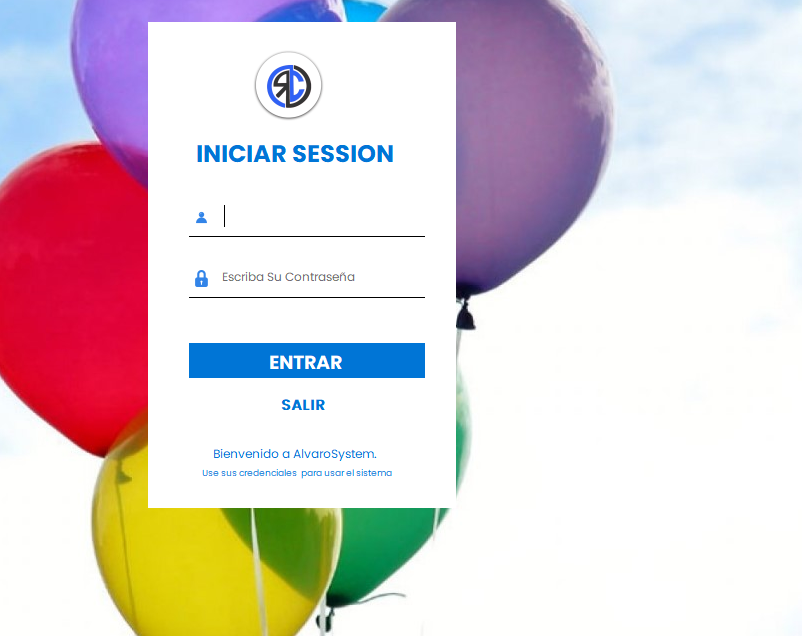 INICIAR SESSION
Escriba Su Contraseña
ENTRAR
SALIR
Bienvenido a AlvaroSystem.
Use sus credenciales para usar el sistema